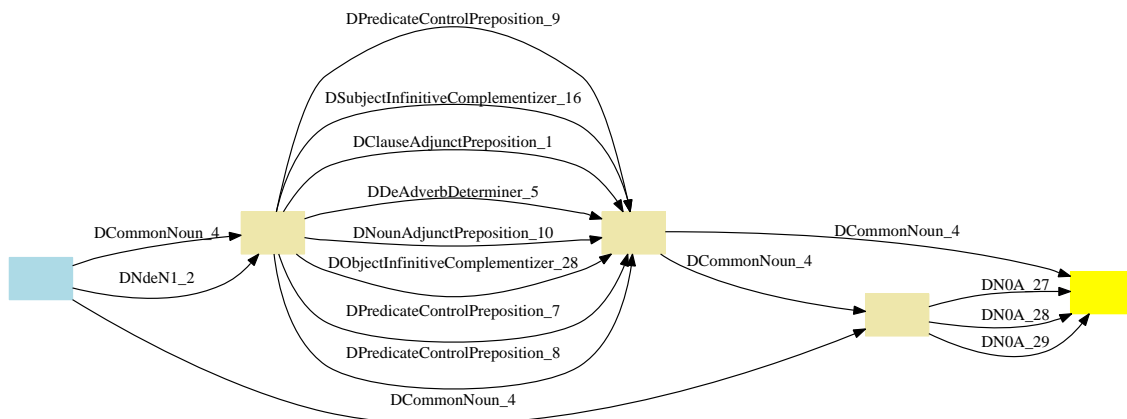 DPredicateControlPreposition_9
DSubjectInfinitiveComplementizer_16
DClauseAdjunctPreposition_1
DDeAdverbDeterminer_5
DCommonNoun_4
DNounAdjunctPreposition_10
DCommonNoun_4
DObjectInfinitiveComplementizer_28
DCommonNoun_4
DNdeN1_2
DN0A_27
DPredicateControlPreposition_7
DN0A_28
DN0A_29
DPredicateControlPreposition_8
DCommonNoun_4